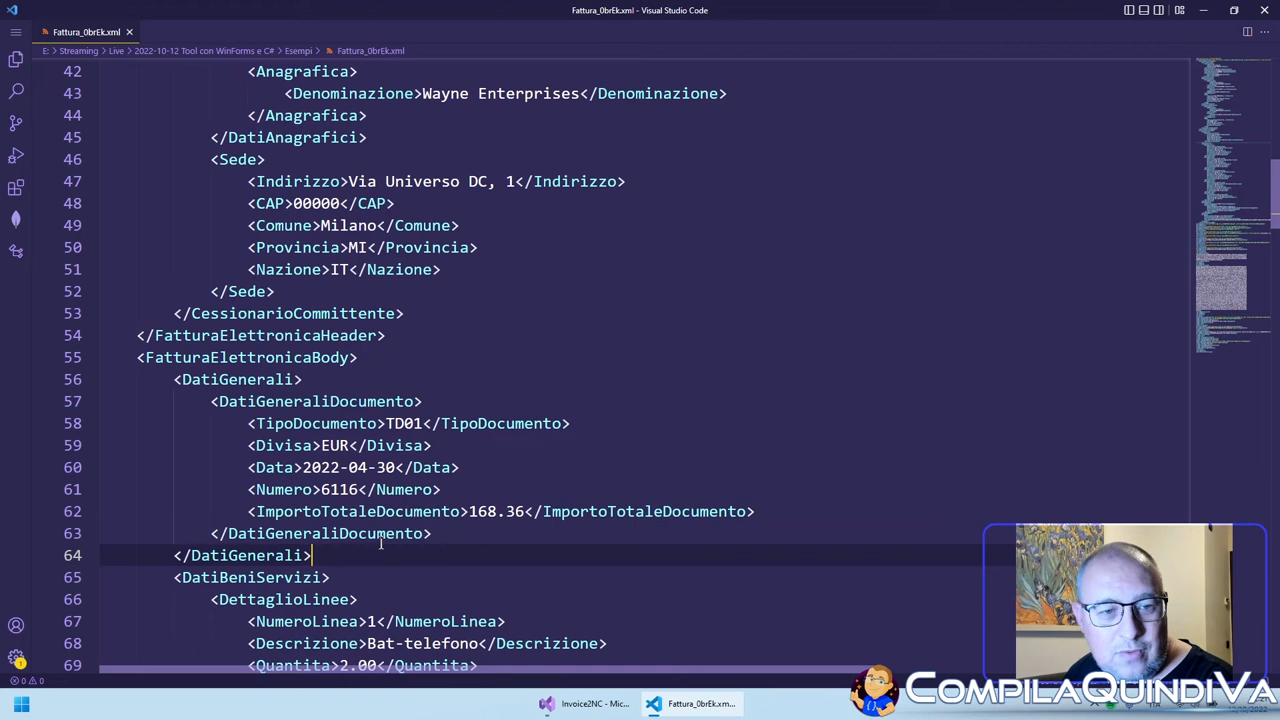 Fattura_0brEk.xml - Visual Studio Code
Fattura_0brEk.xml
E: > Streaming > Live > 2022-10-12 Tool con WinForms e C# > Esempi > Fattura_0brEk.xml
42 <Anagrafica>
43 <Denominazione>Wayne Enterprises</Denominazione>
44 </Anagrafica>
45 </DatiAnagrafici>
46 <Sede>
47 <Indirizzo>Via Universo DC, 1</Indirizzo>
48 <CAP>00000</CAP>
49 <Comune>Milano</Comune>
50 <Provincia>MI</Provincia>
51 <Nazione>IT</Nazione>
52 </Sede>
53 </CessionarioCommittente>
54 </FatturaElettronicaHeader>
55 <FatturaElettronicaBody>
56 <DatiGenerali>
57 <DatiGeneraliDocumento>
58 <TipoDocumento>TD01</TipoDocumento>
59 <Divisa>EUR</Divisa>
60 <Data>2022-04-30</Data>
61 <Numero>6116</Numero>
62 <ImportoTotaleDocumento>168.36</ImportoTotaleDocumento>
63 </DatiGeneraliDocumento>
64 </DatiGenerali>
65 <DatiBeniServizi>
66 <DettaglioLinee>
67 <NumeroLinea>1</NumeroLinea>
68 <Descrizione>Bat-telefono</Descrizione>
69 <Quantita>2.00</Quantita>
1
0 0
COMPILAQUINDIVA
Invoice2NC - Mic...
Fattura_0brEk.xm...